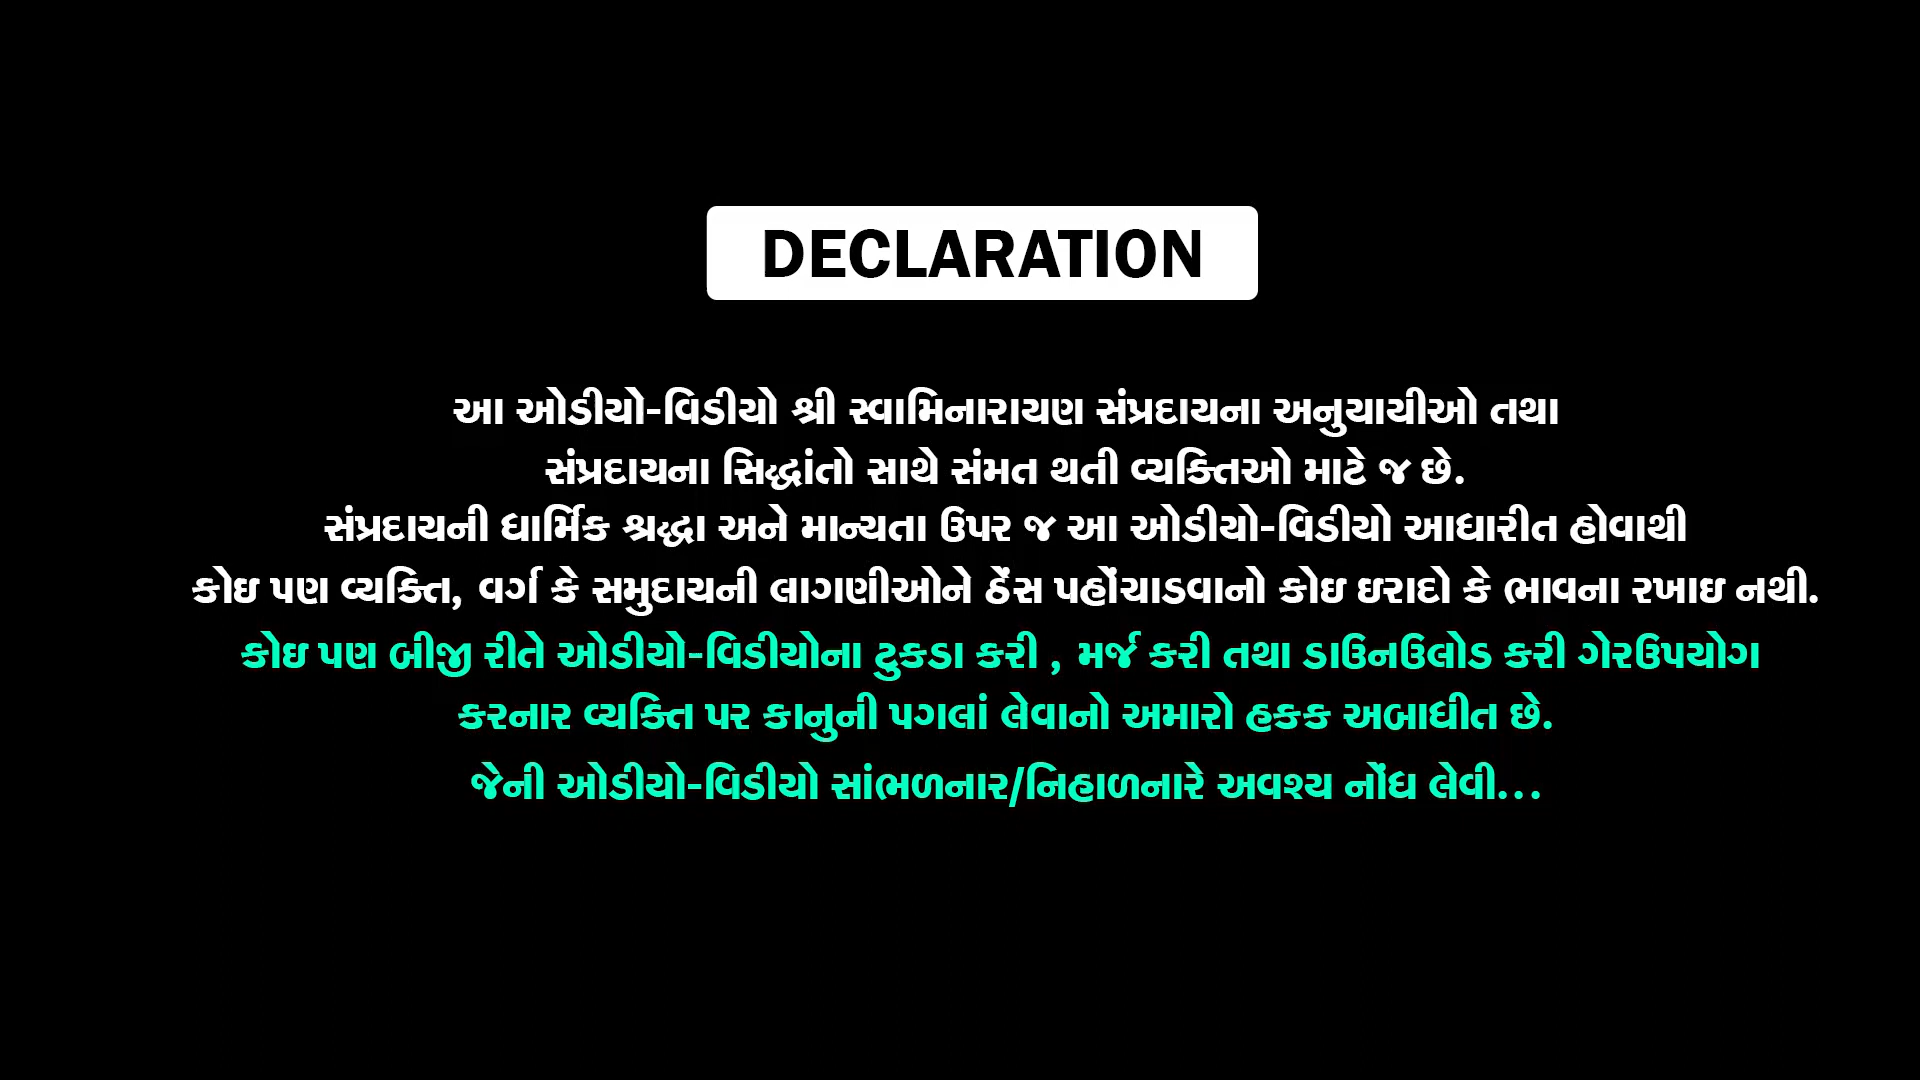 DECLARATION
આ ઓડીયો-વિડીયો શ્રી સ્વામિનારાયણ સંપ્રદાયના અનુયાયીઓ તથા
સંપ્રદાયના સિદ્ધાંતો સાથે સંમત થતી વ્યક્તિઓ માટે જ છે.
સંપ્રદાયની ધાર્મિક શ્રદ્ધા અને માન્યતા ઉપર જ આ ઓડીયો-વિડીયો આધારીત હોવાથી
કોઇ પણ વ્યક્તિ, વર્ગ કે સમુદાયની લાગણીઓને ઠેંસ પહોંચાડવાનો કોઇ ઇરાદો કે ભાવના રખાઇ નથી.
કોઇ પણ બીજી રીતે ઓડીયો-વિડીયોના ટુકડા કરી , મર્જ કરી તથા ડાઉનઉલોડ કરી ગેરઉપયોગ
કરનાર વ્યક્તિ પર કાનુની પગલાં લેવાનો અમારો હકક અબાધીત છે.
જેની ઓડીયો-વિડીયો સાંભળનાર/નિહાળનારે અવશ્ય નોંધ લેવી...